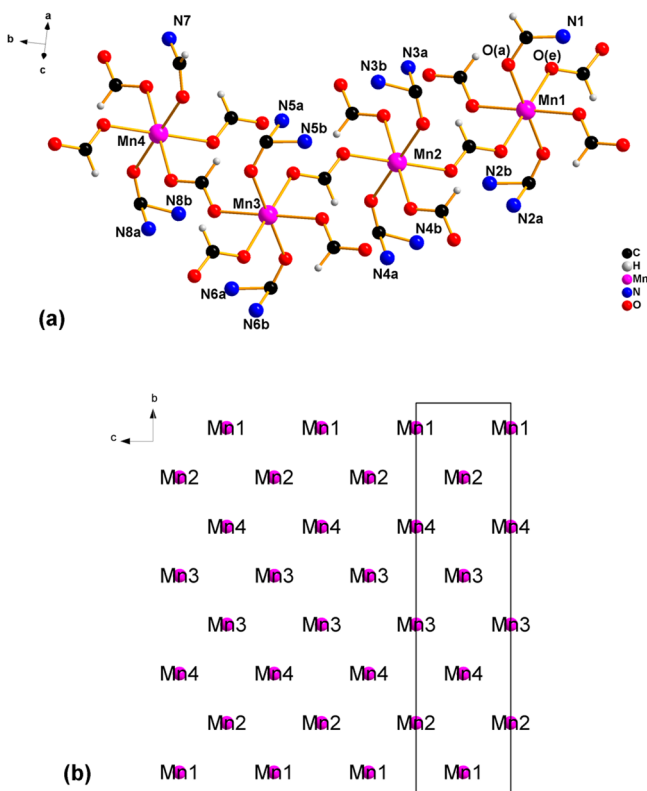 a
b
c
N7
N1
N3a
N3b
O(a)
O(e)
N5a
N5b
Mn1
Mn4
Mn2
N2b
N2a
N8b
Mn3
N8a
N4b
N4a
N6a
N6b
C
H
Mn
N
O
(a)
b
c
Mn1 Mn1 Mn1 Mn1
Mn2 Mn2 Mn2 Mn2
Mn4 Mn4 Mn4 Mn4
Mn3 Mn3 Mn3 Mn3
Mn3 Mn3 Mn3 Mn3
Mn4 Mn4 Mn4 Mn4
Mn2 Mn2 Mn2 Mn2
(b)
Mn1 Mn1 Mn1 Mn1